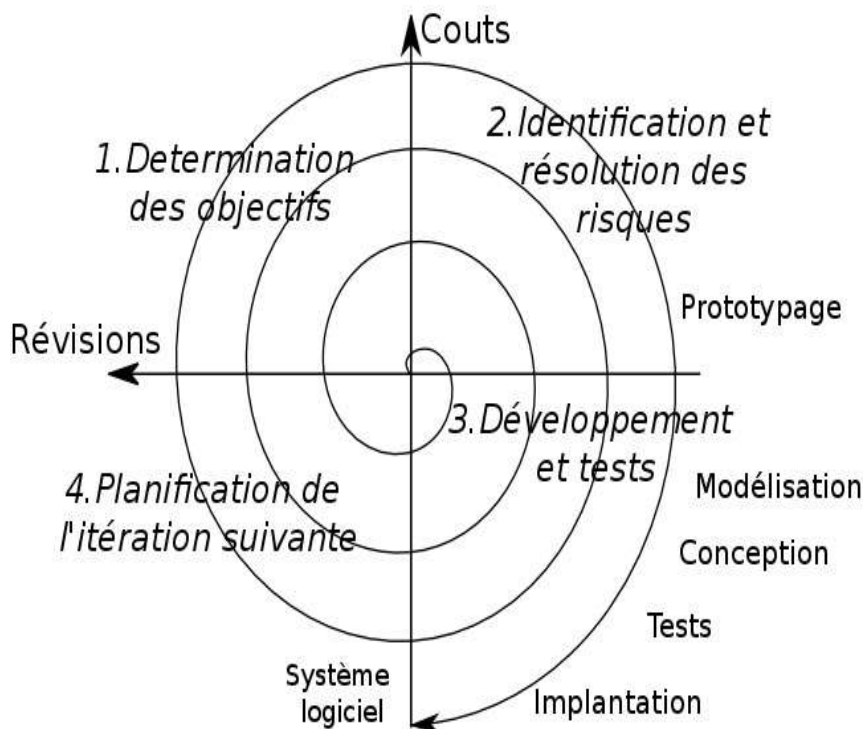 Couts
1.Determination
des objectifs
2.Identification et
résolution des
risques
Prototypage
Révisions
3.Développement
et tests
4.Planification de
l'itération suivante
Modélisation
Conception
Tests
Système
logiciel
Implantation